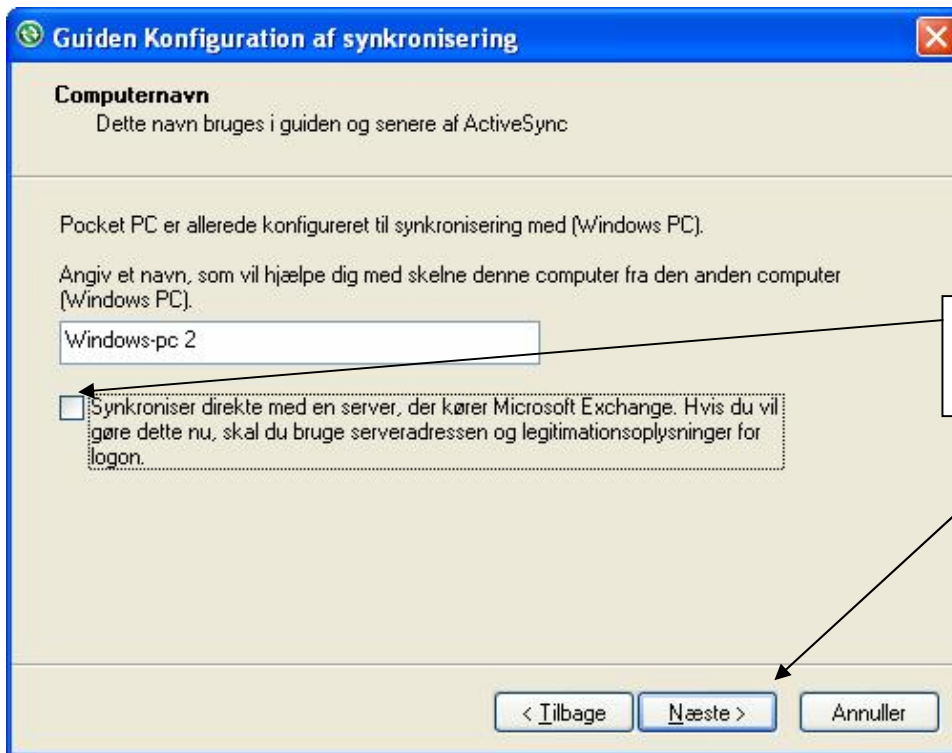 Guiden Konfiguration af synkronisering
Computernavn
Dette navn bruges i guiden og senere af ActiveSync
Pocket PC er allerede konfigureret til synkronisering med (Windows PC).
Angiv et navn, som vil hjælpe dig med skelne denne computer fra den anden computer
(Windows PC).
Windows-pc 2
Synkroniser direkte med en server, der kører Microsoft Exchange. Hvis du vil
gøre dette nu, skal du bruge serveradressen og legitimationsoplysninger for
logon.
< Tilbage
Næste >
Annuller